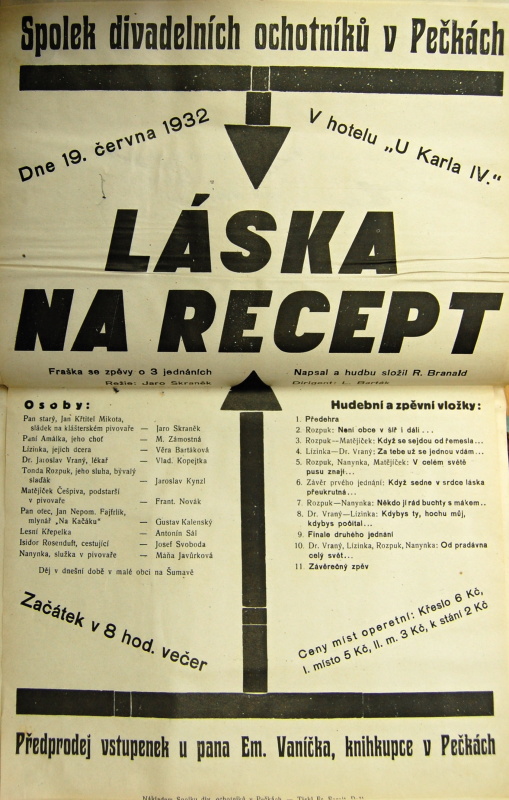 Spolek divadelních ochotníků v Pečkách
Dne 19. června 1932
V hotelu „U Karla IV.“
LÁSKA
NA RECEPT
Fraška se zpěvy o 3 jednáních
Režie: Jaro Skraněk
Napsal a hudbu složil R. Branald
Dirigent: L. Barták
Osoby:
Pan starý, Jan Křtitel Mikota,
sládek na klášterském pivovaře — Jaro Skraněk
Paní Amálka, jeho choť — M. Zámostná
Lízinka, jejich dcera — Věra Bartáková
Dr. Jaroslav Vraný, lékař — Vlad. Kopejtka
Tonda Rozpuk, jeho sluha, bývalý
sladák — Jaroslav Kynzl
Matějíček Češpiva, podstarší
v pivovaře — Frant. Novák
Pan otec, Jan Nepom. Fajfrlík,
mlynář „Na Kačáku“ — Gustav Kalenský
Lesní Křepelka — Antonín Sál
Isidor Rosenduft, cestující — Josef Svoboda
Nanynka, služka v pivovaře — Máňa Javůrková
Děj v dnešní době v malé obci na Šumavě
Hudební a zpěvní vložky:
1. Předehra
2. Rozpuk: Není obce v šíř i dáli . . .
3. Rozpuk—Matějíček: Když se sejdou od řemesla . . .
4. Lízinka—Dr. Vraný: Za tebe už se jednou vdám . . .
5. Rozpuk, Nanynka, Matějíček: V celém světě
pusu znají . . .
6. Závěr prvého jednání: Když sedne v srdce láska
překrutná . . .
7. Rozpuk—Nanynka: Někdo jí rád buchty s mákem . .
8. Dr. Vraný—Lízinka: Kdybys ty, hochu můj,
kdybys počítal . . .
9. Finale druhého jednání
10. Dr. Vraný, Lízinka, Rozpuk, Nanynka: Od pradávna
celý svět . . .
11. Závěrečný zpěv
Začátek v 8 hod. večer
Ceny míst operetní: Křeslo 6 Kč,
I. místo 5 Kč, II. m. 3 Kč, k stání 2 Kč
Předprodej vstupenek u pana Em. Vaníčka, knihkupce v Pečkách
Nákladem Spolku div. ochotníků v Pečkách. — Tiskl Fr.